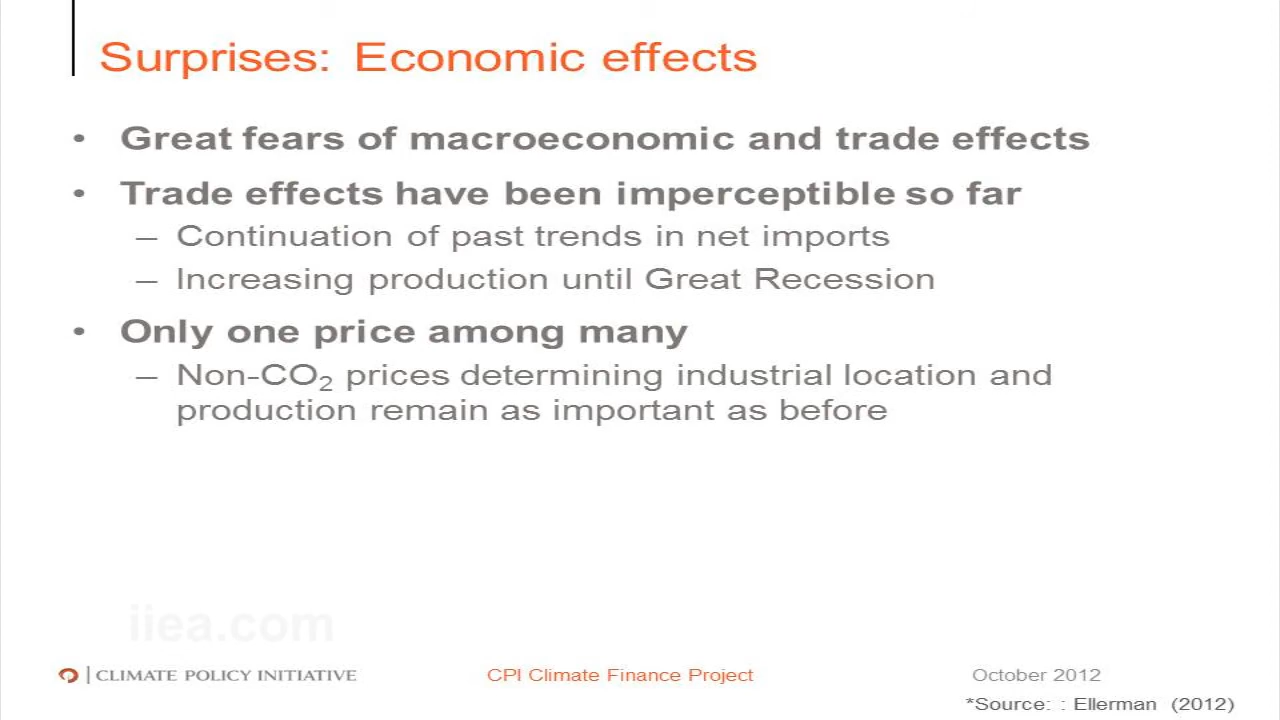 Surprises: Economic effects
• Great fears of macroeconomic and trade effects
• Trade effects have been imperceptible so far
– Continuation of past trends in net imports
– Increasing production until Great Recession
• Only one price among many
– Non-CO₂ prices determining industrial location and
production remain as important as before
iiea.com
CLIMATE POLICY INITIATIVE
CPI Climate Finance Project
October 2012
*Source: : Ellerman (2012)